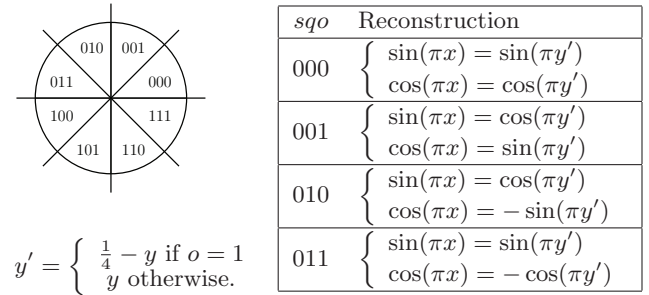 010 001
011 000
100 111
101 110
y′ = { 1/4 − y if o = 1
y otherwise.
sqo Reconstruction
000 { sin(πx) = sin(πy′)
cos(πx) = cos(πy′)
001 { sin(πx) = cos(πy′)
cos(πx) = sin(πy′)
010 { sin(πx) = cos(πy′)
cos(πx) = − sin(πy′)
011 { sin(πx) = sin(πy′)
cos(πx) = − cos(πy′)